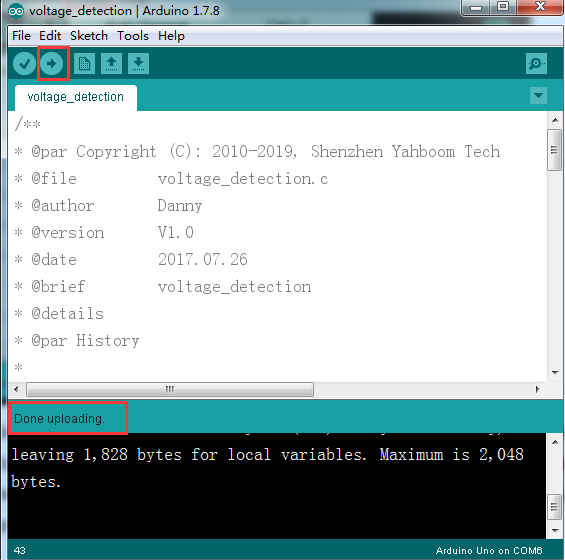 voltage_detection | Arduino 1.7.8
File Edit Sketch Tools Help
voltage_detection
/**
* @par Copyright (C): 2010-2019, Shenzhen Yahboom Tech
* @file voltage_detection.c
* @author Danny
* @version V1.0
* @date 2017.07.26
* @brief voltage_detection
* @details
* @par History
*
Done uploading.
leaving 1,828 bytes for local variables. Maximum is 2,048
bytes.
43 Arduino Uno on COM6